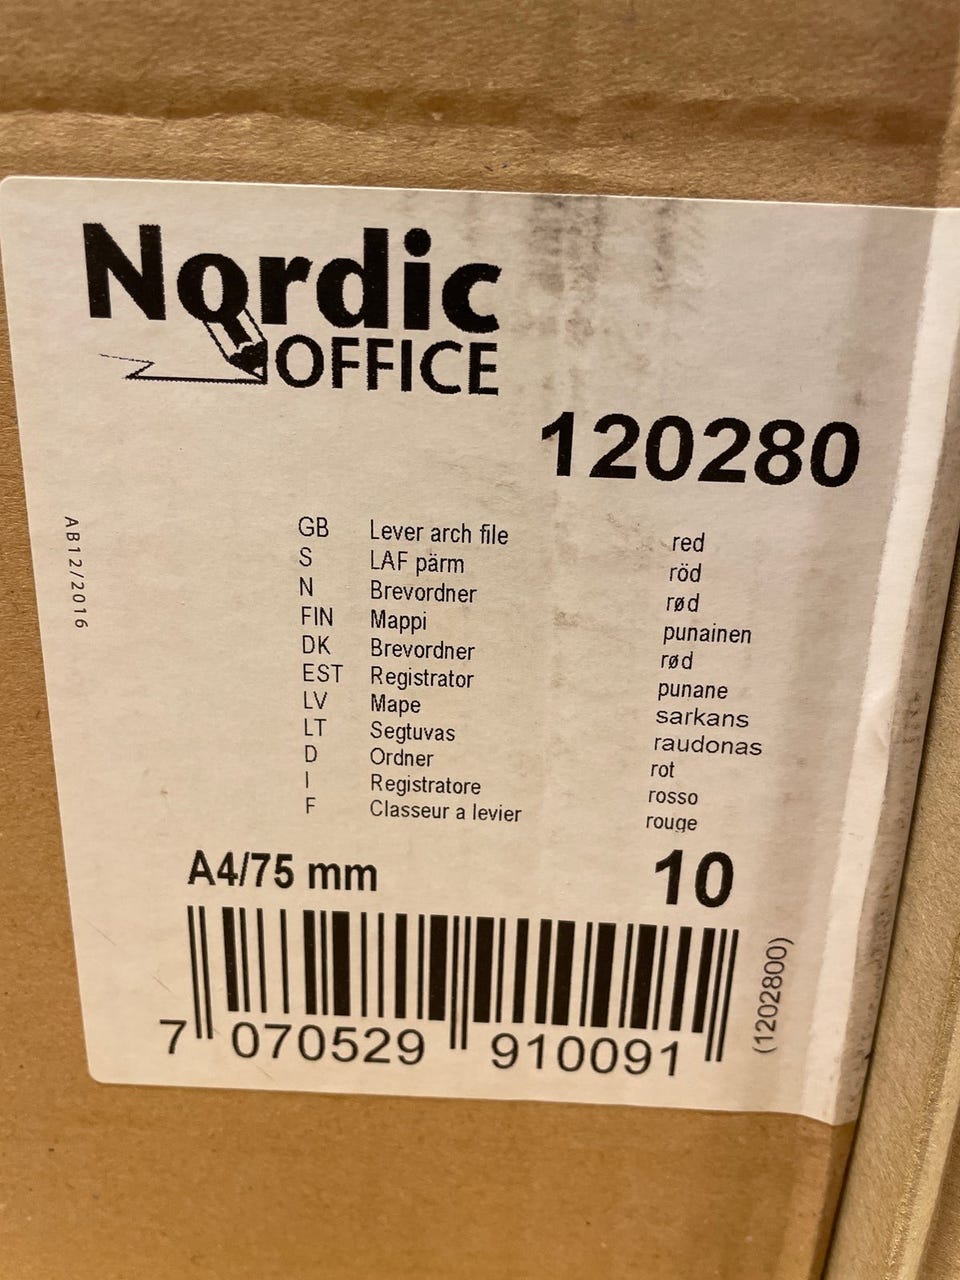 Nordic
OFFICE
120280
AB12/2016
GB Lever arch file red
S LAF pärm röd
N Brevordner rød
FIN Mappi punainen
DK Brevordner rød
EST Registrator punane
LV Mape sarkans
LT Segtuvas raudonas
D Ordner rot
I Registratore rosso
F Classeur a levier rouge
A4/75 mm 10
7 070529 910091
(1202800)